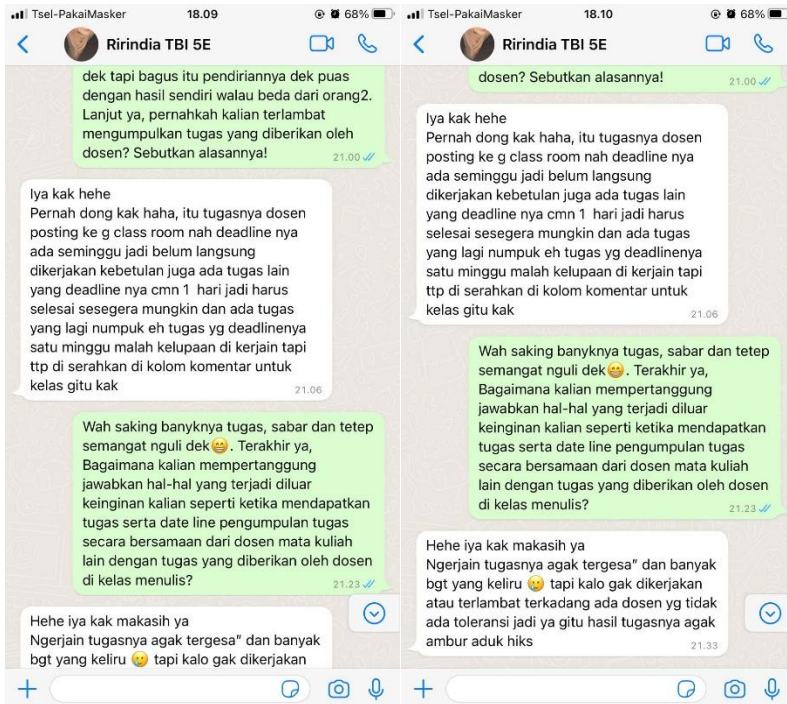 Tsel-PakaiMasker 18.09 68%
Ririndia TBI 5E
dek tapi bagus itu pendiriannya dek puas
dengan hasil sendiri walau beda dari orang2.
Lanjut ya, pernahkah kalian terlambat
mengumpulkan tugas yang diberikan oleh
dosen? Sebutkan alasannya!
21.00
Iya kak hehe
Pernah dong kak haha, itu tugasnya dosen
posting ke g class room nah deadline nya
ada seminggu jadi belum langsung
dikerjakan kebetulan juga ada tugas lain
yang deadline nya cmn 1 hari jadi harus
selesai sesegera mungkin dan ada tugas
yang lagi numpuk eh tugas yg deadlinenya
satu minggu malah kelupaan di kerjain tapi
ttp di serahkan di kolom komentar untuk
kelas gitu kak
21.06
Wah saking banyaknya tugas, sabar dan tetep
semangat nguli dek😁. Terakhir ya,
Bagaimana kalian mempertanggung
jawabkan hal-hal yang terjadi diluar
keinginan kalian seperti ketika mendapatkan
tugas serta date line pengumpulan tugas
secara bersamaan dari dosen mata kuliah
lain dengan tugas yang diberikan oleh dosen
di kelas menulis?
21.23
Hehe iya kak makasih ya
Ngerjain tugasnya agak tergesa” dan banyak
bgt yang keliru 🥲 tapi kalo gak dikerjakan
Tsel-PakaiMasker 18.10 68%
Ririndia TBI 5E
dosen? Sebutkan alasannya!
21.00
Iya kak hehe
Pernah dong kak haha, itu tugasnya dosen
posting ke g class room nah deadline nya
ada seminggu jadi belum langsung
dikerjakan kebetulan juga ada tugas lain
yang deadline nya cmn 1 hari jadi harus
selesai sesegera mungkin dan ada tugas
yang lagi numpuk eh tugas yg deadlinenya
satu minggu malah kelupaan di kerjain tapi
ttp di serahkan di kolom komentar untuk
kelas gitu kak
21.06
Wah saking banyaknya tugas, sabar dan tetep
semangat nguli dek😁. Terakhir ya,
Bagaimana kalian mempertanggung
jawabkan hal-hal yang terjadi diluar
keinginan kalian seperti ketika mendapatkan
tugas serta date line pengumpulan tugas
secara bersamaan dari dosen mata kuliah
lain dengan tugas yang diberikan oleh dosen
di kelas menulis?
21.23
Hehe iya kak makasih ya
Ngerjain tugasnya agak tergesa” dan banyak
bgt yang keliru 🥲 tapi kalo gak dikerjakan
atau terlambat terkadang ada dosen yg tidak
ada toleransi jadi ya gitu hasil tugasnya agak
ambur aduk hiks
21.33